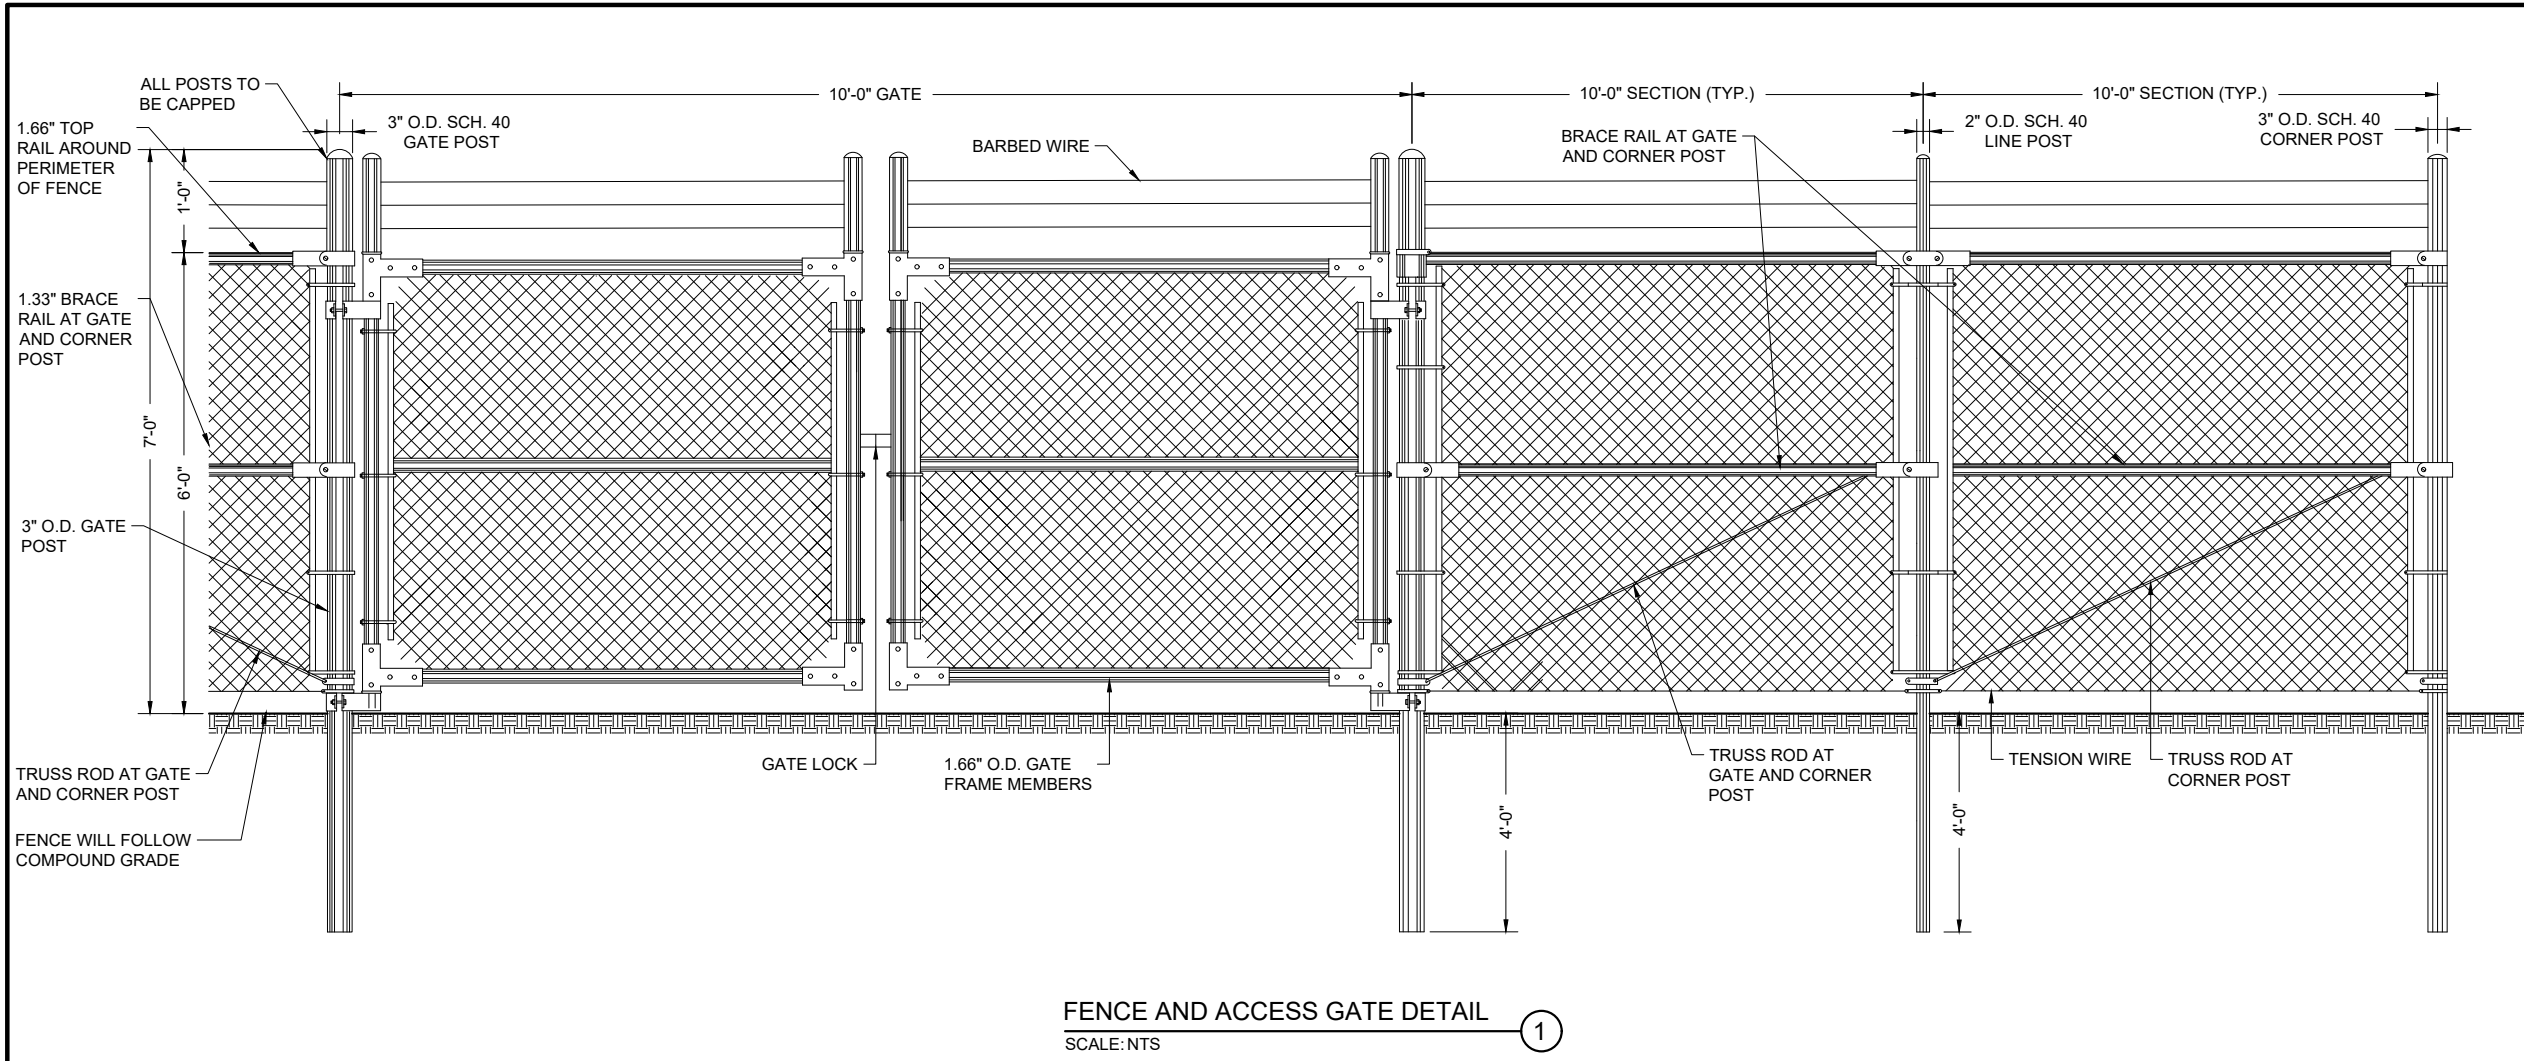 ALL POSTS TO
BE CAPPED
10'-0" GATE
10'-0" SECTION (TYP.)
10'-0" SECTION (TYP.)
1.66" TOP
RAIL AROUND
PERIMETER
OF FENCE
3" O.D. SCH. 40
GATE POST
BARBED WIRE
BRACE RAIL AT GATE
AND CORNER POST
2" O.D. SCH. 40
LINE POST
3" O.D. SCH. 40
CORNER POST
1'-0"
1.33" BRACE
RAIL AT GATE
AND CORNER
POST
7'-0"
6'-0"
3" O.D. GATE
POST
TRUSS ROD AT GATE
AND CORNER POST
FENCE WILL FOLLOW
COMPOUND GRADE
GATE LOCK
1.66" O.D. GATE
FRAME MEMBERS
4'-0"
TRUSS ROD AT
GATE AND CORNER
POST
4'-0"
TENSION WIRE
TRUSS ROD AT
CORNER POST
FENCE AND ACCESS GATE DETAIL
1
SCALE: NTS